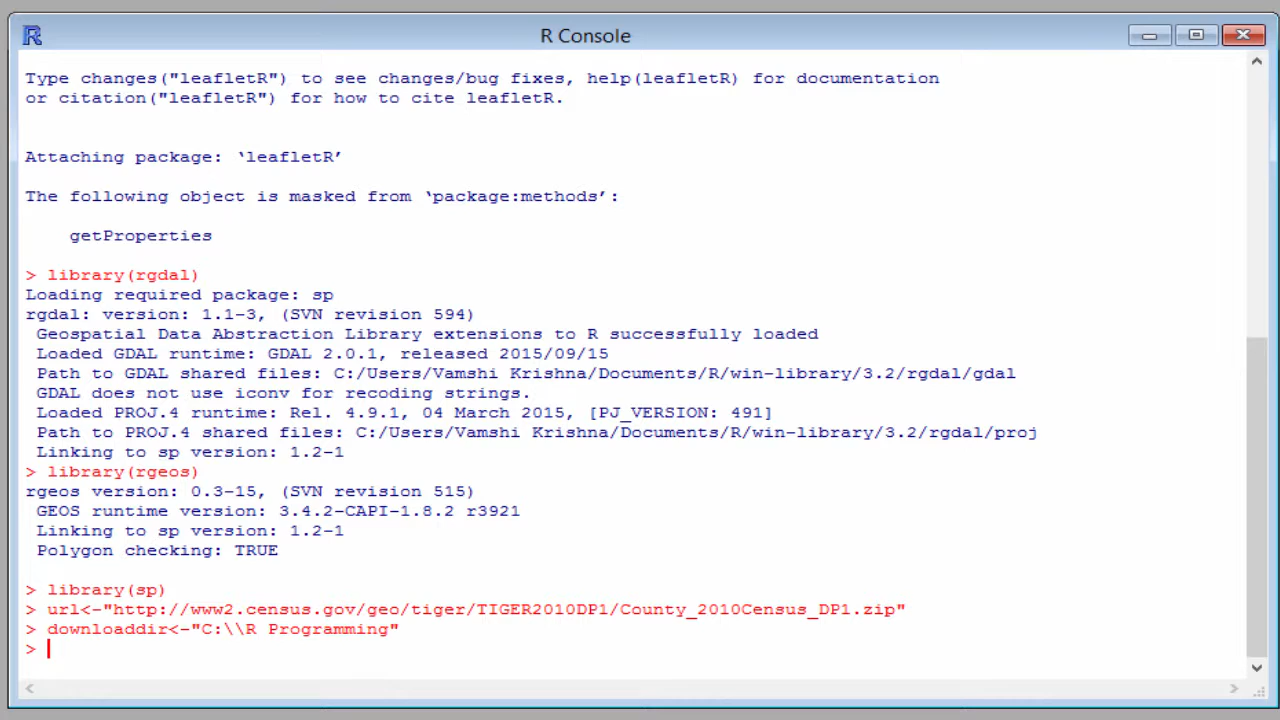 R Console
Type changes("leafletR") to see changes/bug fixes, help(leafletR) for documentation
or citation("leafletR") for how to cite leafletR.
Attaching package: ‘leafletR’
The following object is masked from ‘package:methods’:
getProperties
> library(rgdal)
Loading required package: sp
rgdal: version: 1.1-3, (SVN revision 594)
Geospatial Data Abstraction Library extensions to R successfully loaded
Loaded GDAL runtime: GDAL 2.0.1, released 2015/09/15
Path to GDAL shared files: C:/Users/Vamshi Krishna/Documents/R/win-library/3.2/rgdal/gdal
GDAL does not use iconv for recoding strings.
Loaded PROJ.4 runtime: Rel. 4.9.1, 04 March 2015, [PJ_VERSION: 491]
Path to PROJ.4 shared files: C:/Users/Vamshi Krishna/Documents/R/win-library/3.2/rgdal/proj
Linking to sp version: 1.2-1
> library(rgeos)
rgeos version: 0.3-15, (SVN revision 515)
GEOS runtime version: 3.4.2-CAPI-1.8.2 r3921
Linking to sp version: 1.2-1
Polygon checking: TRUE
> library(sp)
> url<-"http://www2.census.gov/geo/tiger/TIGER2010DP1/County_2010Census_DP1.zip"
> downloaddir<-"C:\\R Programming"
>